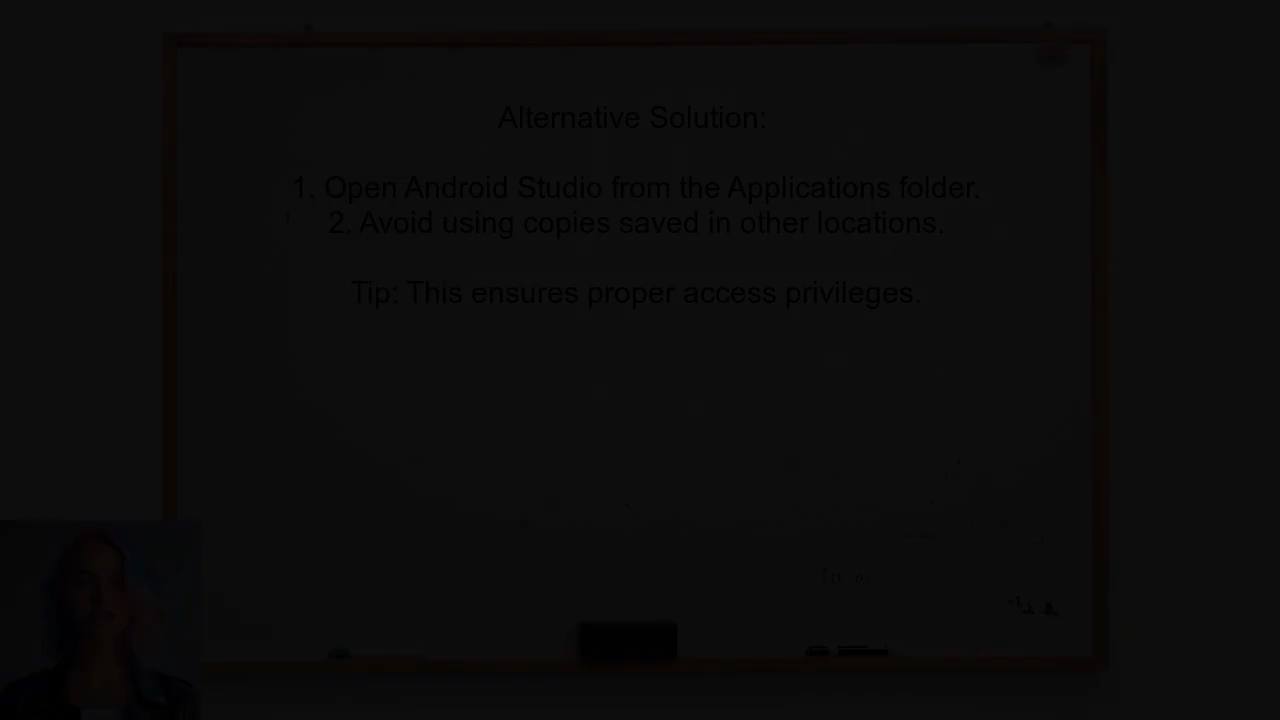 Alternative Solution:
1. Open Android Studio from the Applications folder.
2. Avoid using copies saved in other locations.
Tip: This ensures proper access privileges.